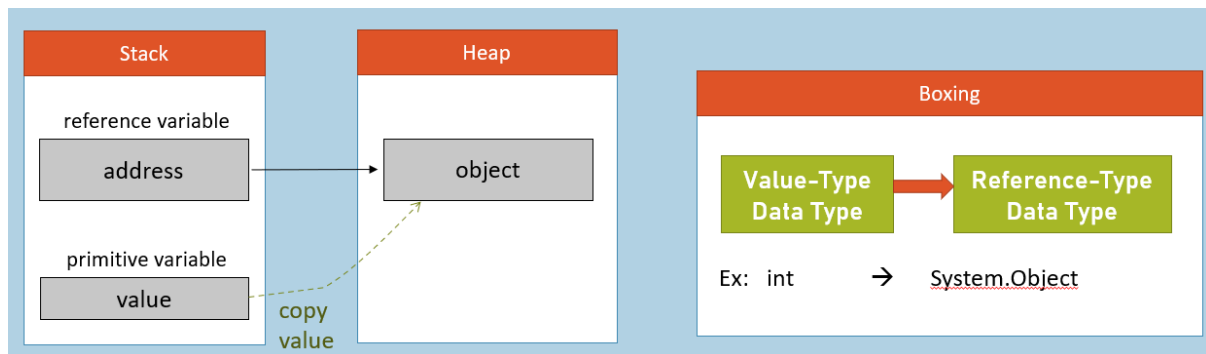 Stack
reference variable
address
primitive variable
value
copy
value
Heap
object
Boxing
Value-Type
Data Type
Reference-Type
Data Type
Ex: int → System.Object